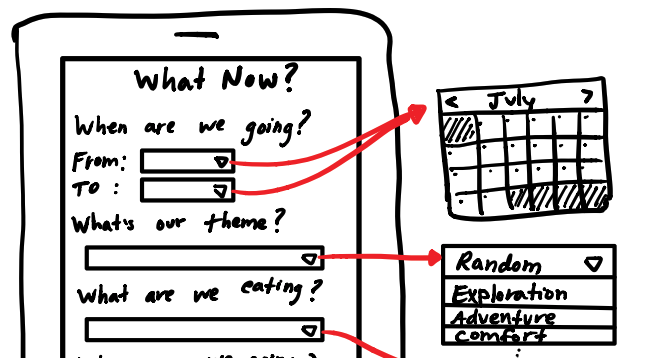 What Now?
When are we going?
From:
To :
What's our theme?
What are we eating?
< July >
Random
Exploration
Adventure
Comfort